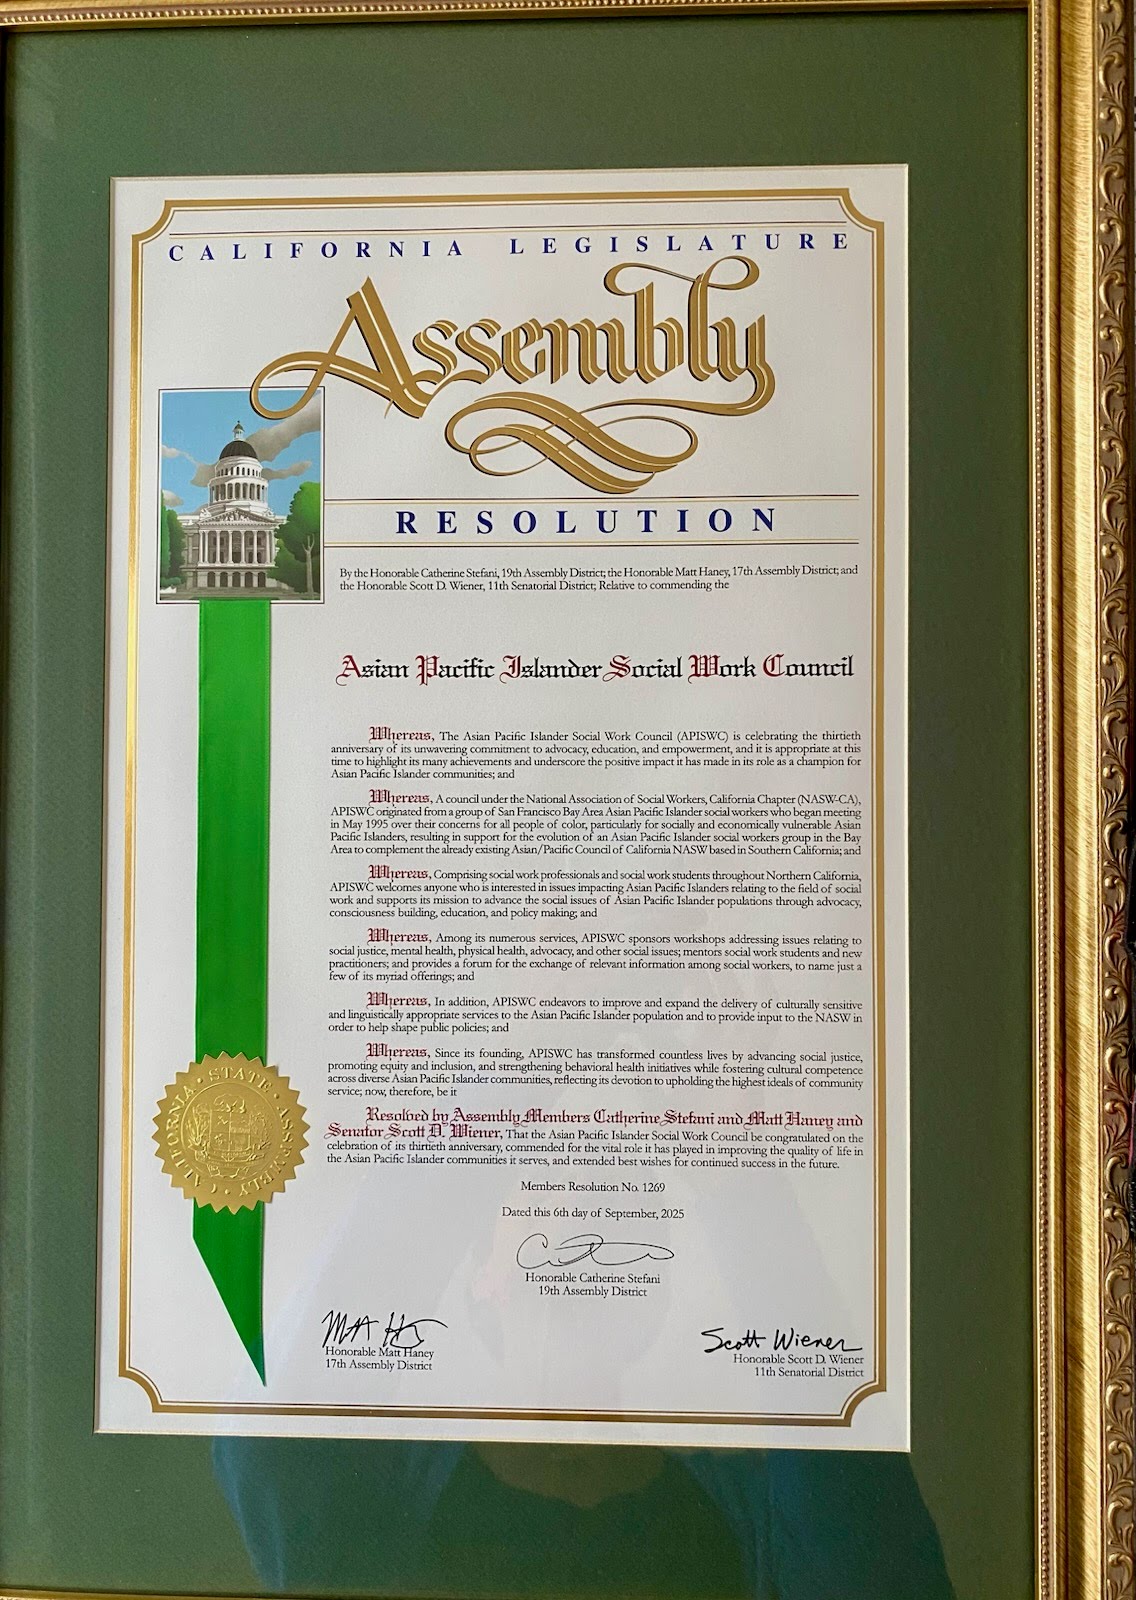 CALIFORNIA LEGISLATURE
Assembly
RESOLUTION
By the Honorable Catherine Stefani, 19th Assembly District; the Honorable Matt Haney, 17th Assembly District; and
the Honorable Scott D. Wiener, 11th Senatorial District; Relative to commending the
Asian Pacific Islander Social Work Council
Whereas, The Asian Pacific Islander Social Work Council (APISWC) is celebrating the thirtieth
anniversary of its unwavering commitment to advocacy, education, and empowerment, and it is appropriate at this
time to highlight its many achievements and underscore the positive impact it has made in its role as a champion for
Asian Pacific Islander communities; and
Whereas, A council under the National Association of Social Workers, California Chapter (NASW-CA),
APISWC originated from a group of San Francisco Bay Area Asian Pacific Islander social workers who began meeting
in May 1995 over their concerns for all people of color, particularly for socially and economically vulnerable Asian
Pacific Islanders, resulting in support for the evolution of an Asian Pacific Islander social workers group in the Bay
Area to complement the already existing Asian/Pacific Council of California NASW based in Southern California; and
Whereas, Comprising social work professionals and social work students throughout Northern California,
APISWC welcomes anyone who is interested in issues impacting Asian Pacific Islanders relating to the field of social
work and supports its mission to advance the social issues of Asian Pacific Islander populations through advocacy,
consciousness building, education, and policy making; and
Whereas, Among its numerous services, APISWC sponsors workshops addressing issues relating to
social justice, mental health, physical health, advocacy, and other social issues; mentors social work students and new
practitioners; and provides a forum for the exchange of relevant information among social workers, to name just a
few of its myriad offerings; and
Whereas, In addition, APISWC endeavors to improve and expand the delivery of culturally sensitive
and linguistically appropriate services to the Asian Pacific Islander population and to provide input to the NASW in
order to help shape public policies; and
Whereas, Since its founding, APISWC has transformed countless lives by advancing social justice,
promoting equity and inclusion, and strengthening behavioral health initiatives while fostering cultural competence
across diverse Asian Pacific Islander communities, reflecting its devotion to upholding the highest ideals of community
service; now, therefore, be it
Resolved by Assembly Members Catherine Stefani and Matt Haney and
Senator Scott D. Wiener, That the Asian Pacific Islander Social Work Council be congratulated on the
celebration of its thirtieth anniversary, commended for the vital role it has played in improving the quality of life in
the Asian Pacific Islander communities it serves, and extended best wishes for continued success in the future.
Members Resolution No. 1269
Dated this 6th day of September, 2025
Honorable Catherine Stefani
19th Assembly District
Matt H
Honorable Matt Haney
17th Assembly District
Scott Wiener
Honorable Scott D. Wiener
11th Senatorial District
CALIFORNIA · STATE · ASSEMBLY